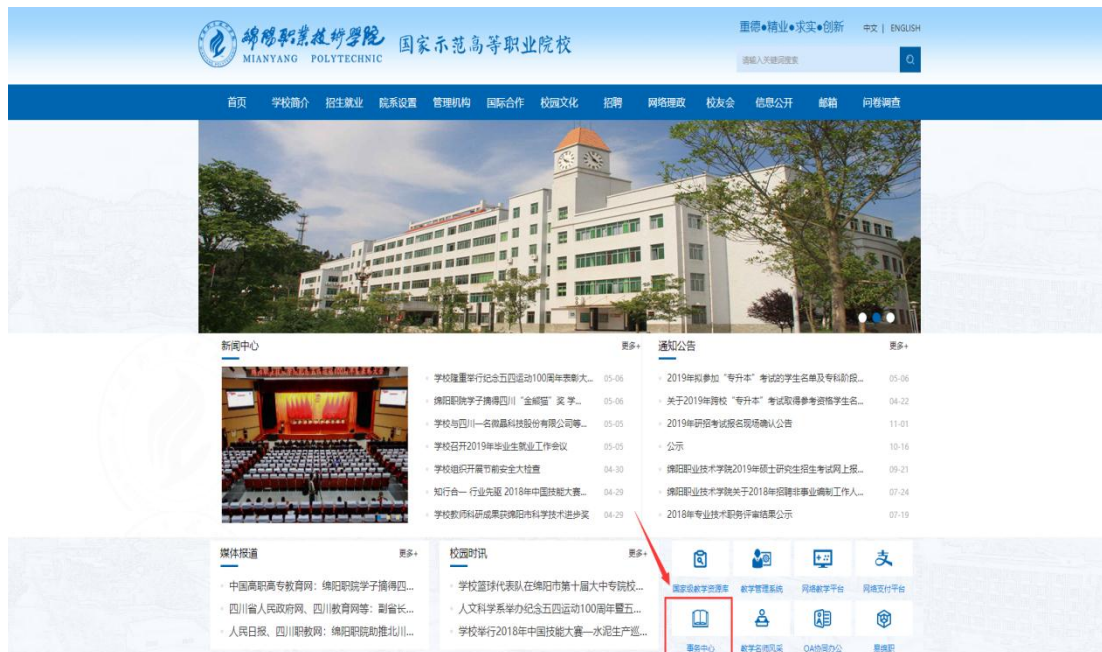 绵阳职业技术学院
MIANYANG POLYTECHNIC
国家示范高等职业院校
重德●精业●求实●创新
中文 | ENGLISH
请输入关键词搜索
首页 学校简介 招生就业 院系设置 管理机构 国际合作 校园文化 招聘 网络理政 校友会 信息公开 邮箱 问卷调查
新闻中心 更多+
学校隆重举行纪念五四运动100周年表彰大... 05-06
绵阳职院学子摘得四川“金熊猫”奖 学... 05-06
学校与四川一名微晶科技股份有限公司等... 05-05
学校召开2019年毕业生就业工作会议 05-05
学校组织开展节前安全大检查 04-30
知行合一 行业先驱 2018年中国技能大赛... 04-29
学校教师科研成果获绵阳市科学技术进步奖 04-29
通知公告 更多+
2019年拟参加“专升本”考试的学生名单及专科阶段... 05-06
关于2019年跨校“专升本”考试取得参考资格学生名... 04-22
2019年研招考试报名现场确认公告 11-01
公示 10-16
绵阳职业技术学院2019年硕士研究生招生考试网上报... 09-21
绵阳职业技术学院关于2018年招聘非事业编制工作人... 07-24
2018年专业技术职务评审结果公示 07-19
媒体报道 更多+
中国高职高专教育网：绵阳职院学子摘得四...
四川省人民政府网、四川教育网等：副省长...
人民日报、四川职教网：绵阳职院助推北川...
校园时讯 更多+
学校篮球代表队在绵阳市第十届大中专院校...
人文科学系举办纪念五四运动100周年暨五...
学校举行2018年中国技能大赛—水泥生产巡...
国家级教学资源库 教学管理系统 网络教学平台 网络支付平台
事务中心 教学名师风采 OA协同办公 易绵职